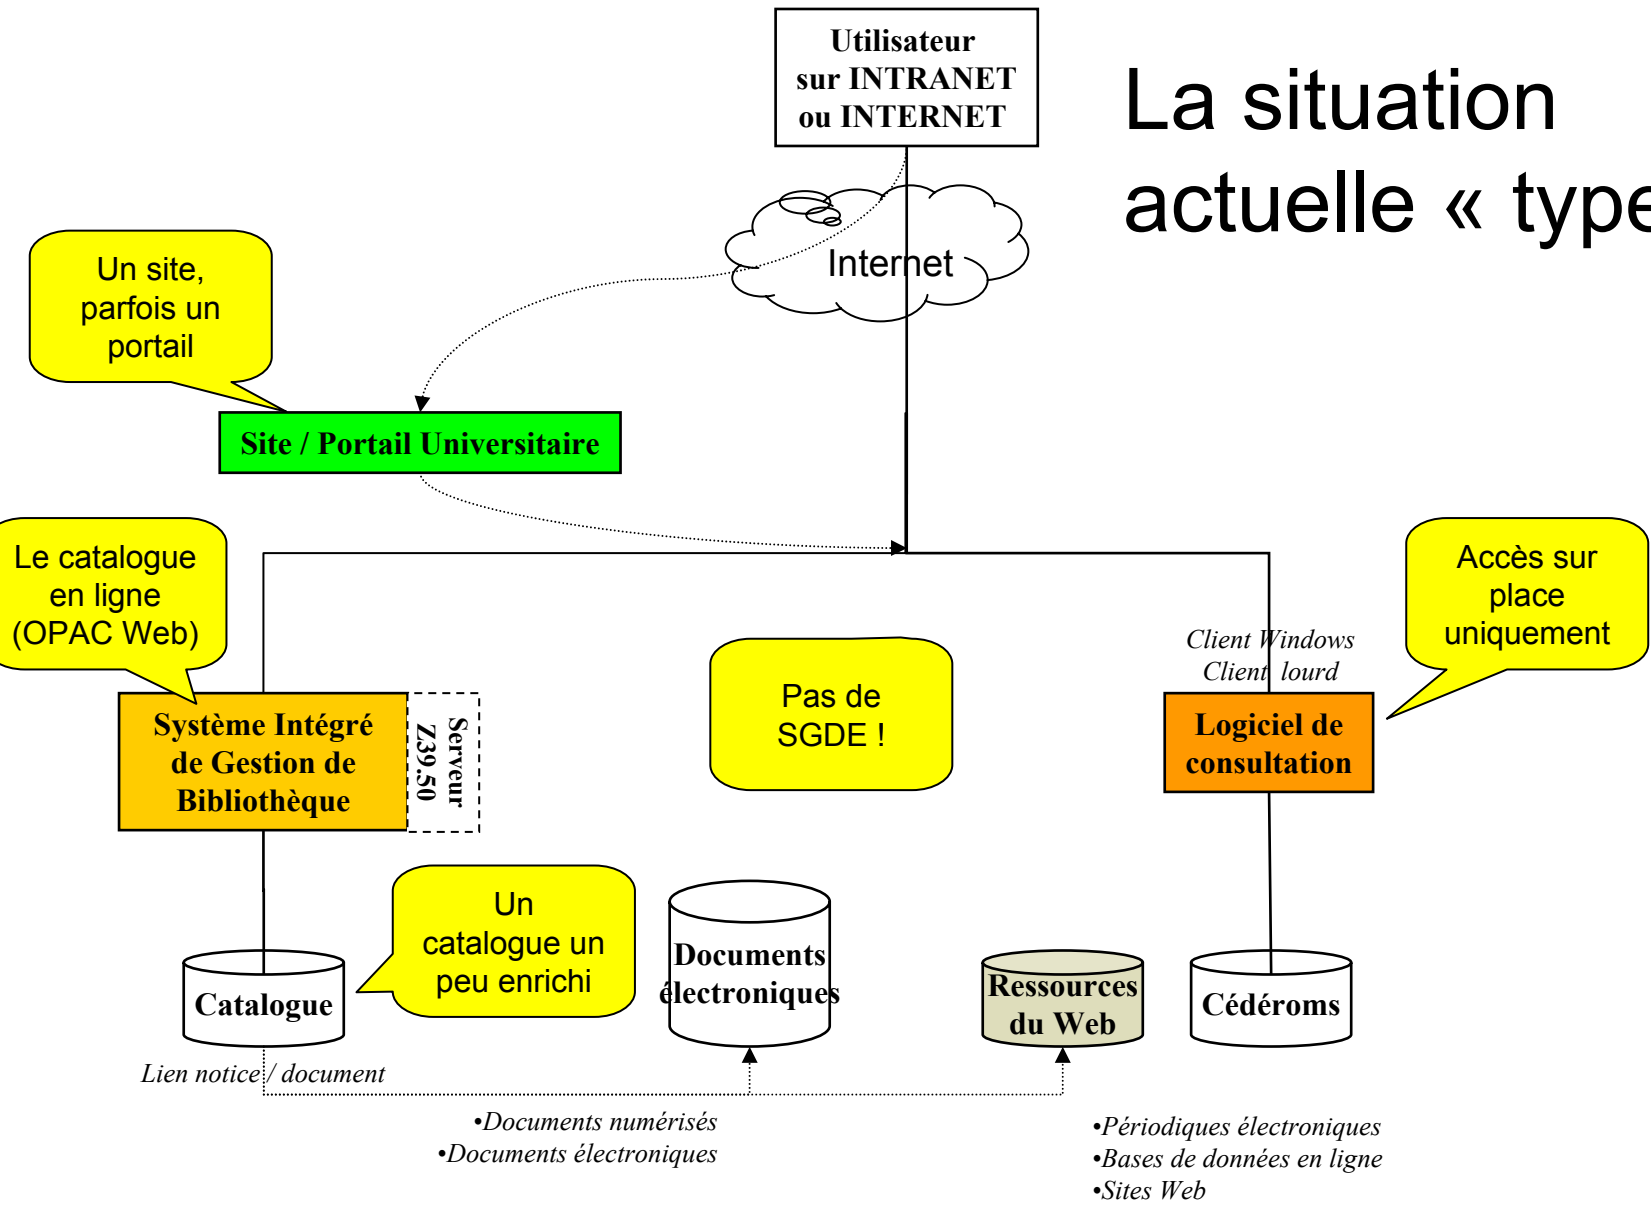 Utilisateur
sur INTRANET
ou INTERNET
La situation
actuelle « type
Internet
Un site,
parfois un
portail
Site / Portail Universitaire
Le catalogue
en ligne
(OPAC Web)
Accès sur
place
uniquement
Client Windows
Client lourd
Pas de
SGDE !
Système Intégré
de Gestion de
Bibliothèque
Serveur
Z39.50
Logiciel de
consultation
Un
catalogue un
peu enrichi
Documents
électroniques
Catalogue
Ressources
du Web
Cédéroms
Lien notice / document
•Documents numérisés
•Documents électroniques
•Périodiques électroniques
•Bases de données en ligne
•Sites Web